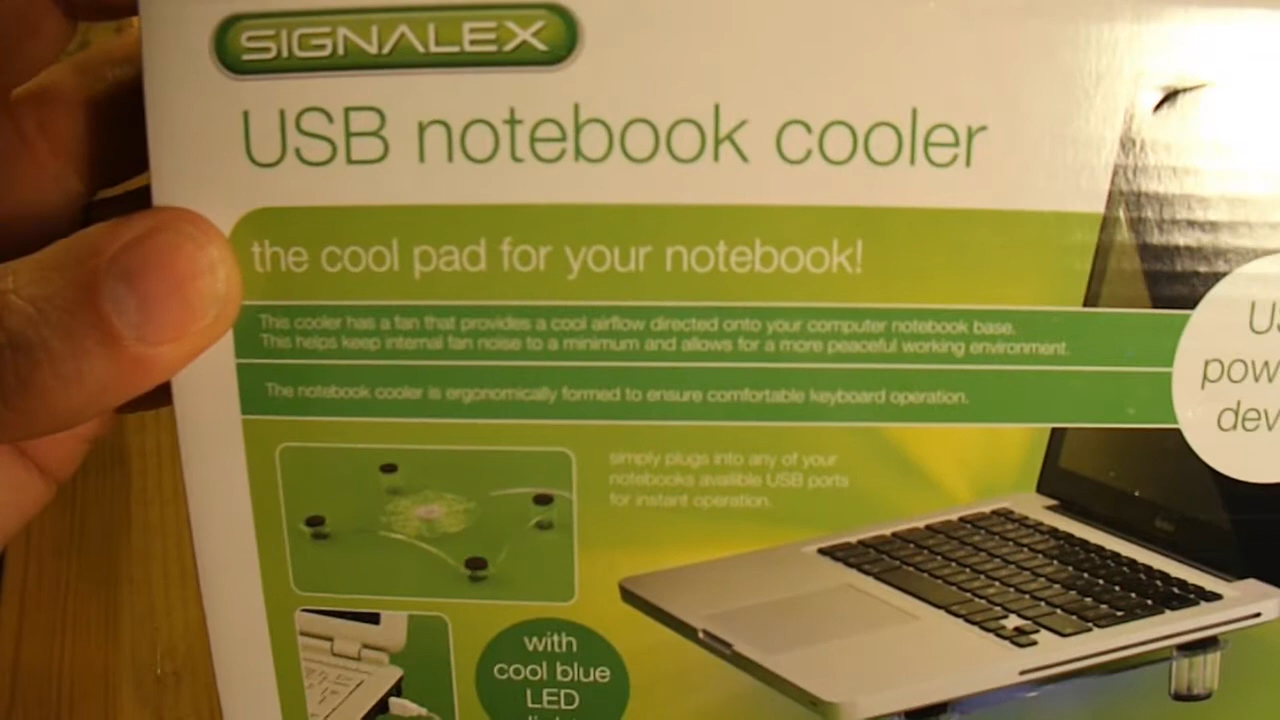 SIGNALEX
USB notebook cooler
the cool pad for your notebook!
This cooler has a fan that provides a cool airflow directed onto your computer notebook base.
This helps keep internal fan noise to a minimum and allows for a more peaceful working environment.
The notebook cooler is ergonomically formed to ensure comfortable keyboard operation.
simply plugs into any of your
notebooks availible USB ports
for instant operation.
with
cool blue
LED